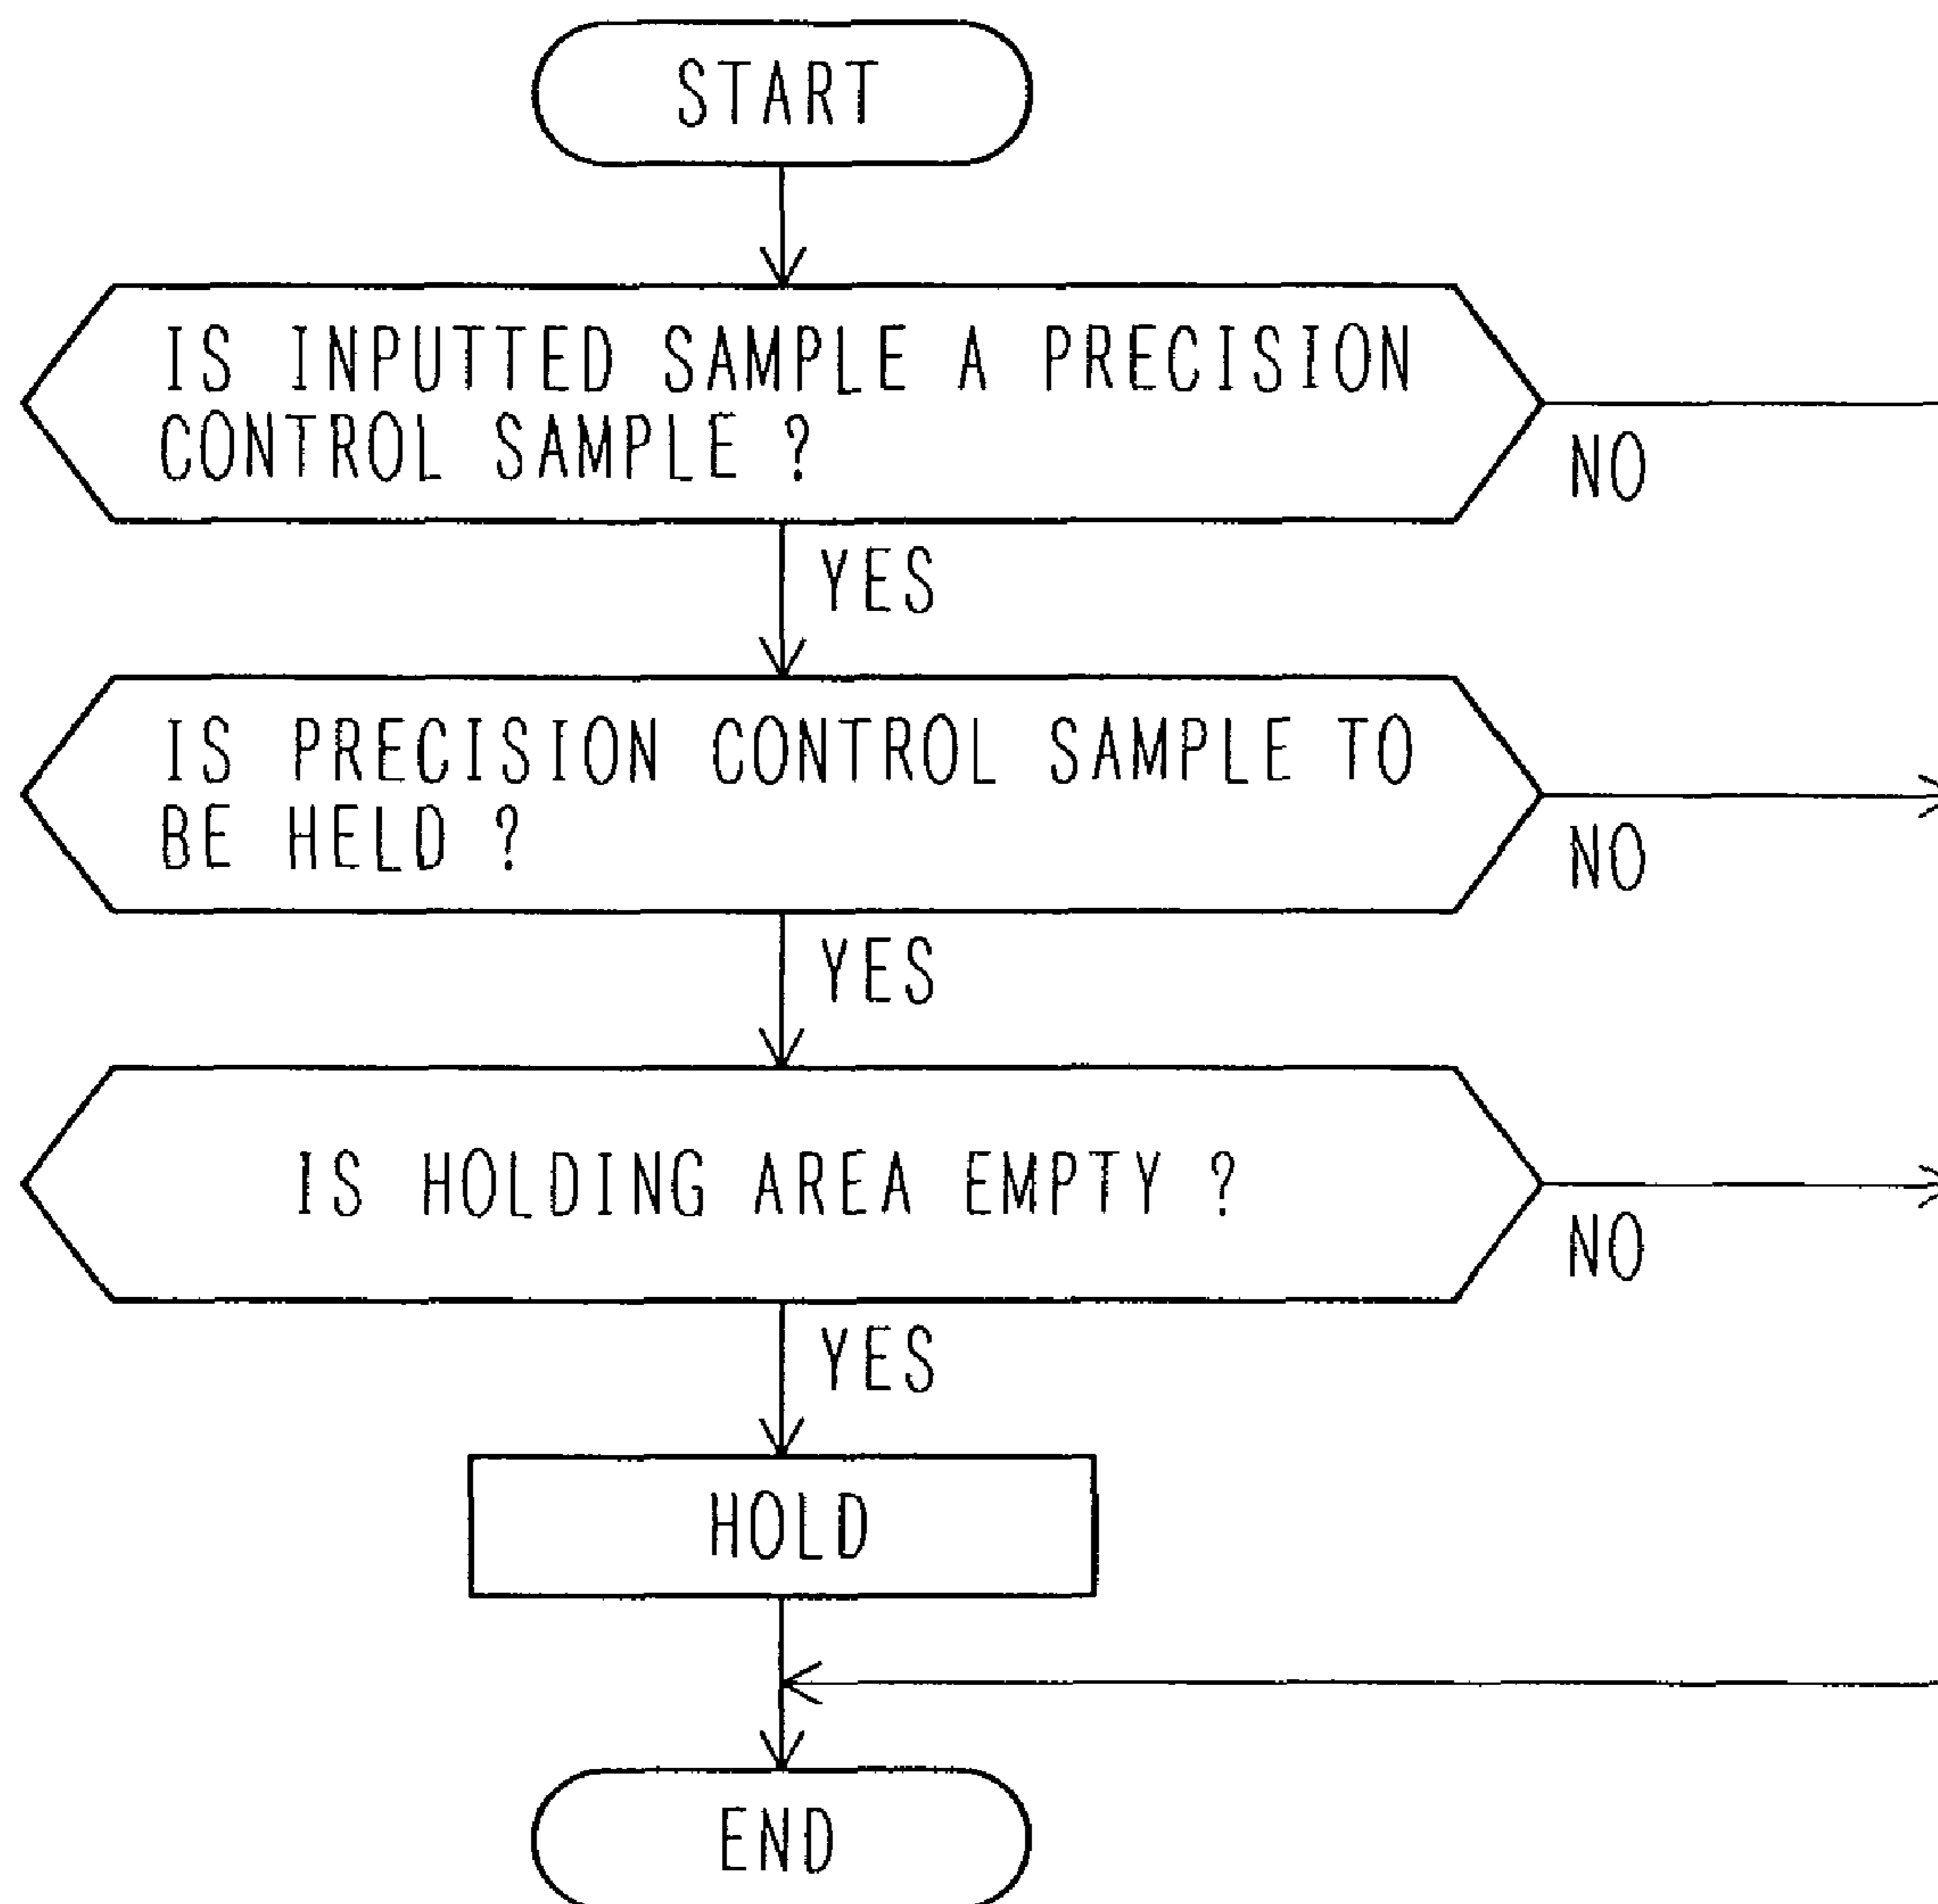 START
IS INPUTTED SAMPLE A PRECISION
CONTROL SAMPLE ?
NO
YES
IS PRECISION CONTROL SAMPLE TO
BE HELD ?
NO
YES
IS HOLDING AREA EMPTY ?
NO
YES
HOLD
END